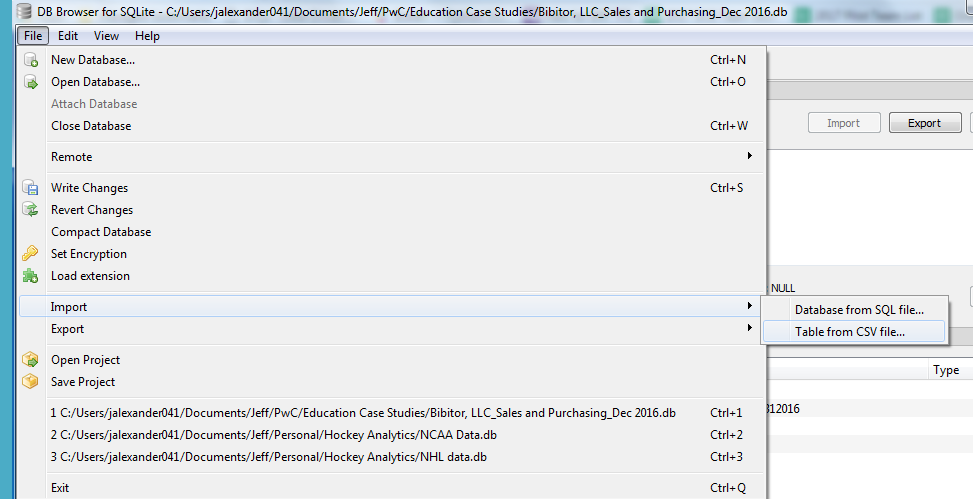 DB Browser for SQLite - C:/Users/jalexander041/Documents/Jeff/PwC/Education Case Studies/Bibitor, LLC_Sales and Purchasing_Dec 2016.db
File Edit View Help
New Database... Ctrl+N
Open Database... Ctrl+O
Attach Database
Close Database Ctrl+W
Import Export
Remote
Write Changes Ctrl+S
Revert Changes
Compact Database
Set Encryption
Load extension
NULL
Import
Database from SQL file...
Export
Table from CSV file...
Open Project
Type
Save Project
1 C:/Users/jalexander041/Documents/Jeff/PwC/Education Case Studies/Bibitor, LLC_Sales and Purchasing_Dec 2016.db Ctrl+1
312016
2 C:/Users/jalexander041/Documents/Jeff/Personal/Hockey Analytics/NCAA Data.db Ctrl+2
3 C:/Users/jalexander041/Documents/Jeff/Personal/Hockey Analytics/NHL data.db Ctrl+3
Exit Ctrl+Q